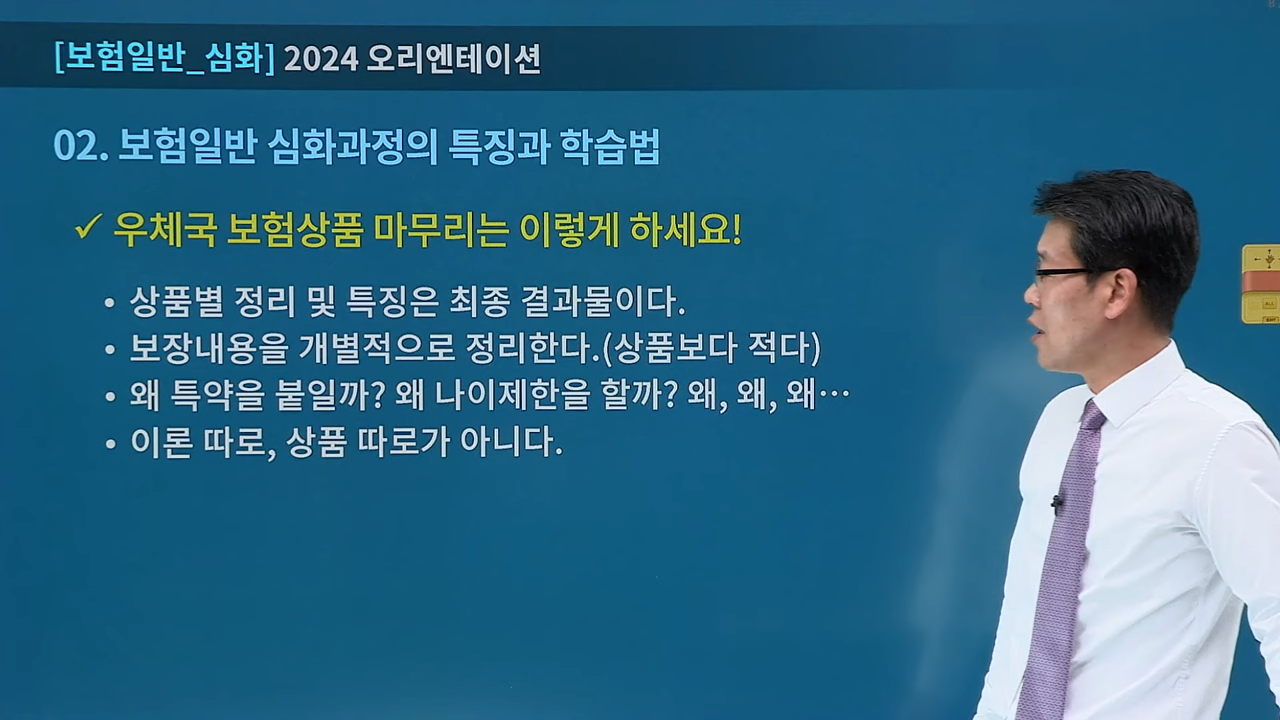 [보험일반_심화] 2024 오리엔테이션
02. 보험일반 심화과정의 특징과 학습법
✓ 우체국 보험상품 마무리는 이렇게 하세요!
• 상품별 정리 및 특징은 최종 결과물이다.
• 보장내용을 개별적으로 정리한다.(상품보다 적다)
• 왜 특약을 붙일까? 왜 나이제한을 할까? 왜, 왜, 왜…
• 이론 따로, 상품 따로가 아니다.